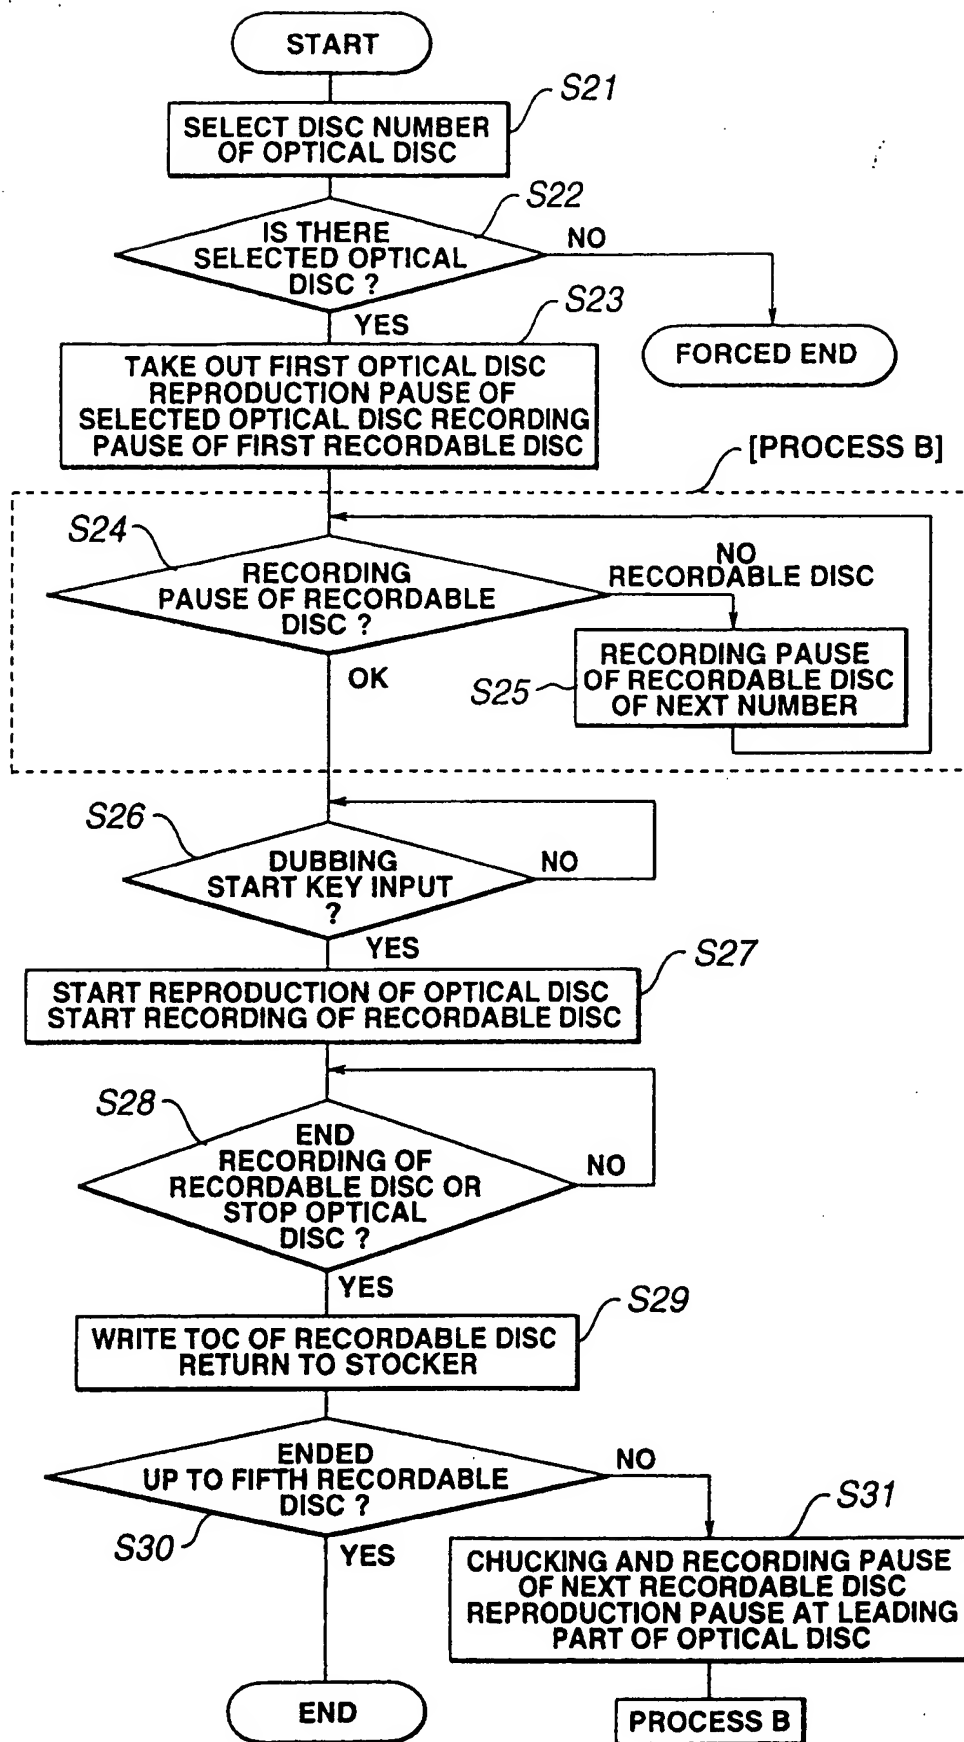 START
S21
SELECT DISC NUMBER
OF OPTICAL DISC
S22
IS THERE
SELECTED OPTICAL
DISC ?
NO
YES
S23
FORCED END
TAKE OUT FIRST OPTICAL DISC
REPRODUCTION PAUSE OF
SELECTED OPTICAL DISC RECORDING
PAUSE OF FIRST RECORDABLE DISC
[PROCESS B]
S24
RECORDING
PAUSE OF RECORDABLE
DISC ?
NO
RECORDABLE DISC
OK
S25
RECORDING PAUSE
OF RECORDABLE DISC
OF NEXT NUMBER
S26
DUBBING
START KEY INPUT
?
NO
YES
S27
START REPRODUCTION OF OPTICAL DISC
START RECORDING OF RECORDABLE DISC
S28
END
RECORDING OF
RECORDABLE DISC OR
STOP OPTICAL
DISC ?
NO
YES
S29
WRITE TOC OF RECORDABLE DISC
RETURN TO STOCKER
ENDED
UP TO FIFTH RECORDABLE
DISC ?
NO
S30
YES
S31
CHUCKING AND RECORDING PAUSE
OF NEXT RECORDABLE DISC
REPRODUCTION PAUSE AT LEADING
PART OF OPTICAL DISC
END
PROCESS B